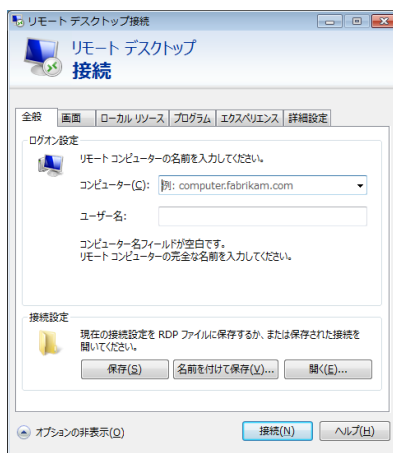 リモート デスクトップ接続
リモート デスクトップ
接続
全般 画面 ローカル リソース プログラム エクスペリエンス 詳細設定
ログオン設定
リモート コンピューターの名前を入力してください。
コンピューター(C): 例: computer.fabrikam.com
ユーザー名:
コンピューター名フィールドが空白です。
リモート コンピューターの完全な名前を入力してください。
接続設定
現在の接続設定を RDP ファイルに保存するか、または保存された接続を
開いてください。
保存(S) 名前を付けて保存(V)... 開く(E)...
オプションの非表示(O) 接続(N) ヘルプ(H)